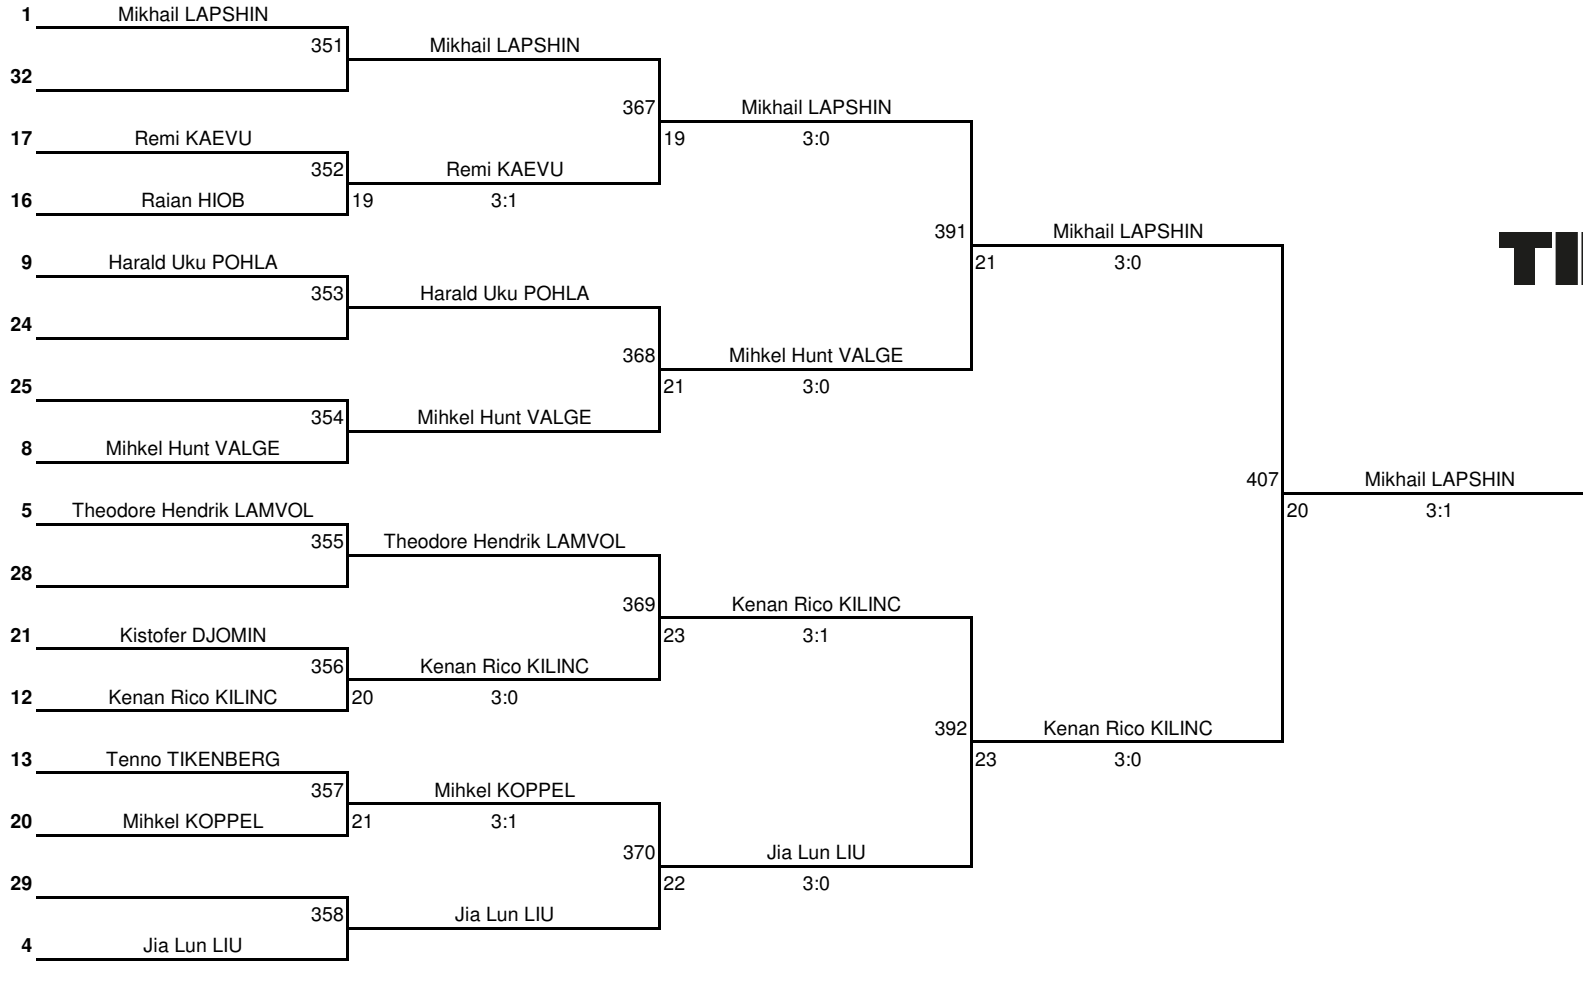 1 Mikhail LAPSHIN
351 Mikhail LAPSHIN
32
367 Mikhail LAPSHIN
17 Remi KAEVU 19 3:0
352 Remi KAEVU
16 Raian HIOB 19 3:1
391 Mikhail LAPSHIN
9 Harald Uku POHLA 21 3:0
353 Harald Uku POHLA
24
368 Mihkel Hunt VALGE
25 21 3:0
354 Mihkel Hunt VALGE
8 Mihkel Hunt VALGE
407 Mikhail LAPSHIN
5 Theodore Hendrik LAMVOL 20 3:1
355 Theodore Hendrik LAMVOL
28
369 Kenan Rico KILINC
21 Kistofer DJOMIN 23 3:1
356 Kenan Rico KILINC
12 Kenan Rico KILINC 20 3:0
392 Kenan Rico KILINC
13 Tenno TIKENBERG 23 3:0
357 Mihkel KOPPEL
20 Mihkel KOPPEL 21 3:1
370 Jia Lun LIU
29 22 3:0
358 Jia Lun LIU
4 Jia Lun LIU